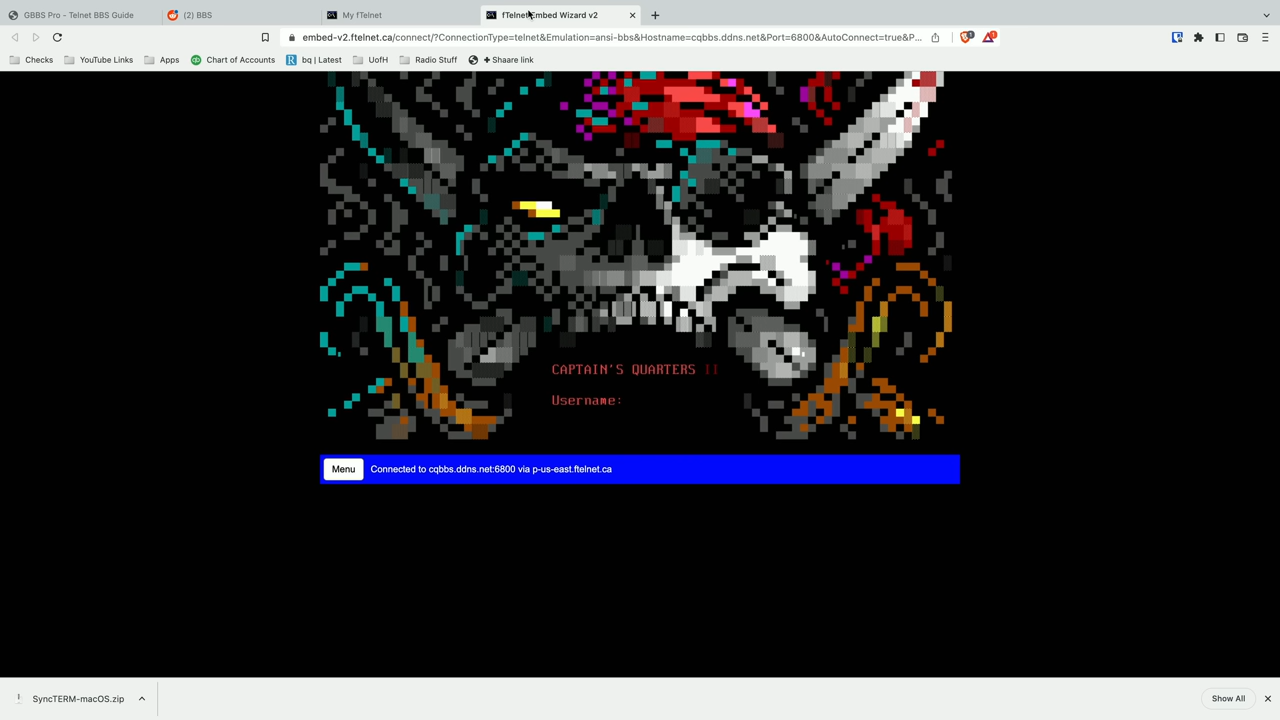 GBBS Pro - Telnet BBS Guide
(2) BBS
My fTelnet
fTelnet Embed Wizard v2
embed-v2.ftelnet.ca/connect/?ConnectionType=telnet&Emulation=ansi-bbs&Hostname=cqbbs.ddns.net&Port=6800&AutoConnect=true&P...
Checks
YouTube Links
Apps
Chart of Accounts
bq | Latest
UofH
Radio Stuff
+ Shaare link
CAPTAIN'S QUARTERS II
Username:
Menu
Connected to cqbbs.ddns.net:6800 via p-us-east.ftelnet.ca
SyncTERM-macOS.zip
Show All